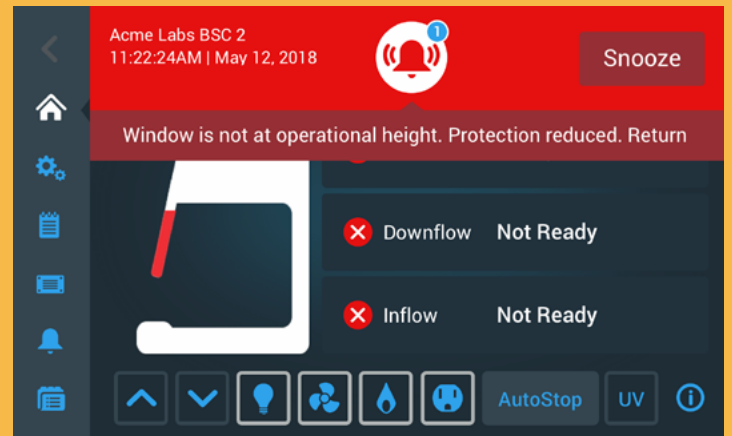 Acme Labs BSC 2
11:22:24AM | May 12, 2018
1
Snooze
Window is not at operational height. Protection reduced. Return
Downflow Not Ready
Inflow Not Ready
AutoStop UV